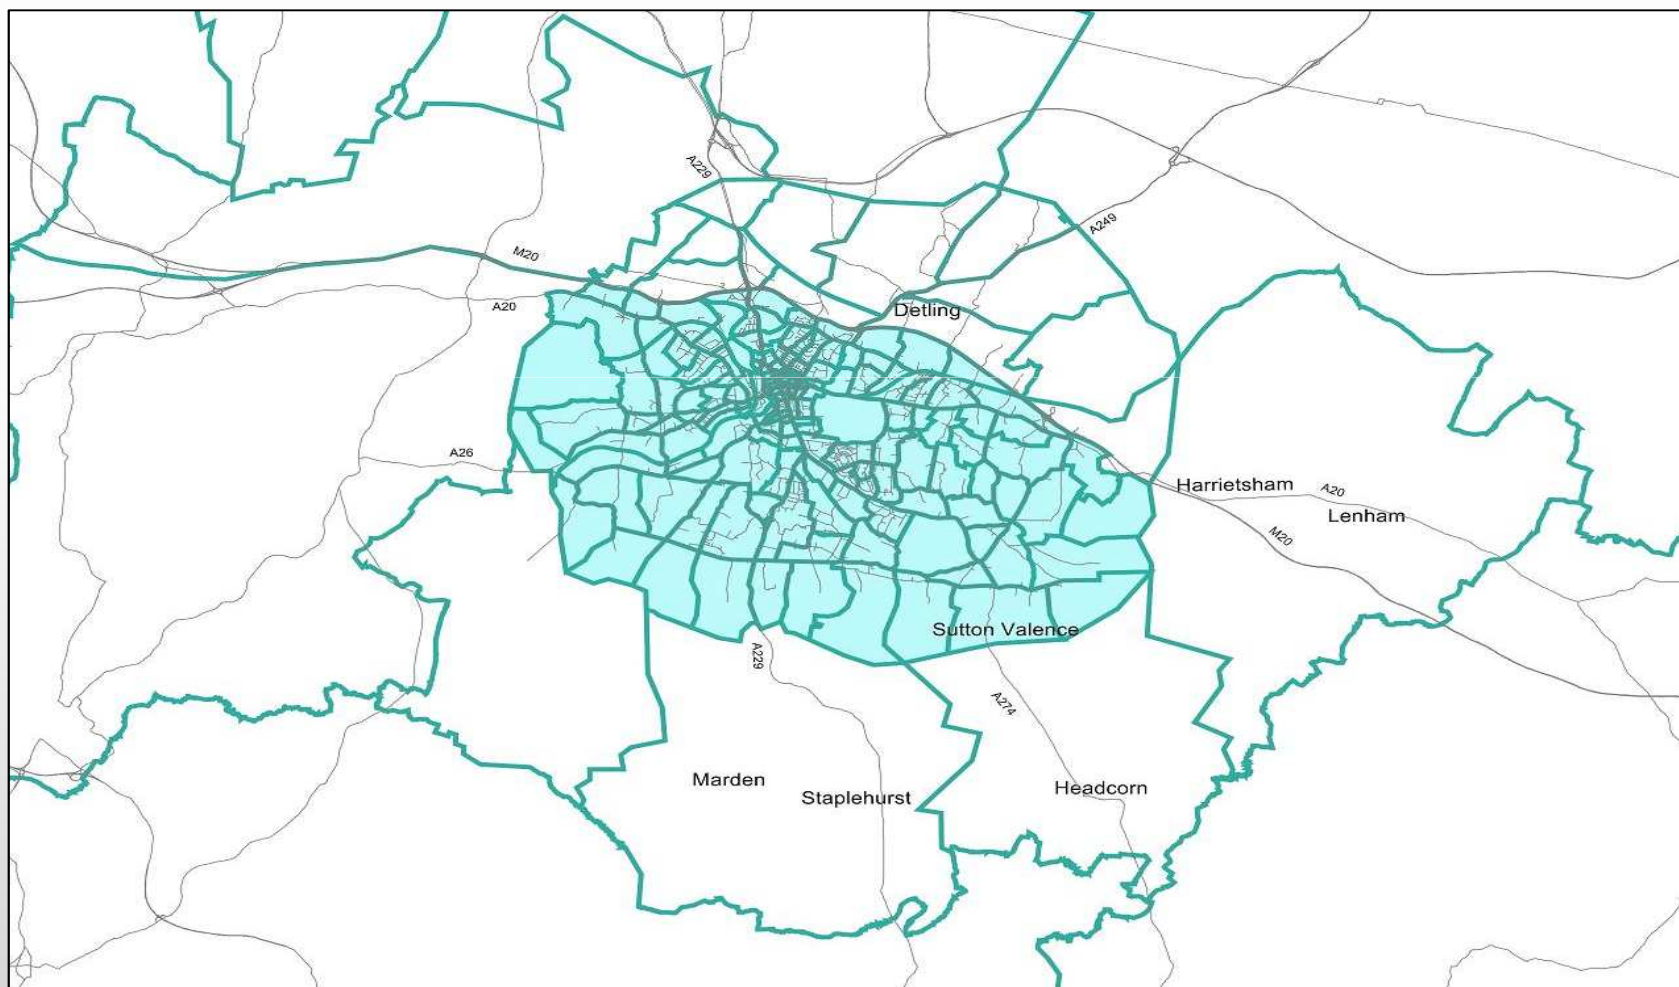 A229
A249
M20
A20
Detling
A26
Harrietsham
A20
Lenham
M20
Sutton Valence
A229
A274
Marden
Staplehurst
Headcorn